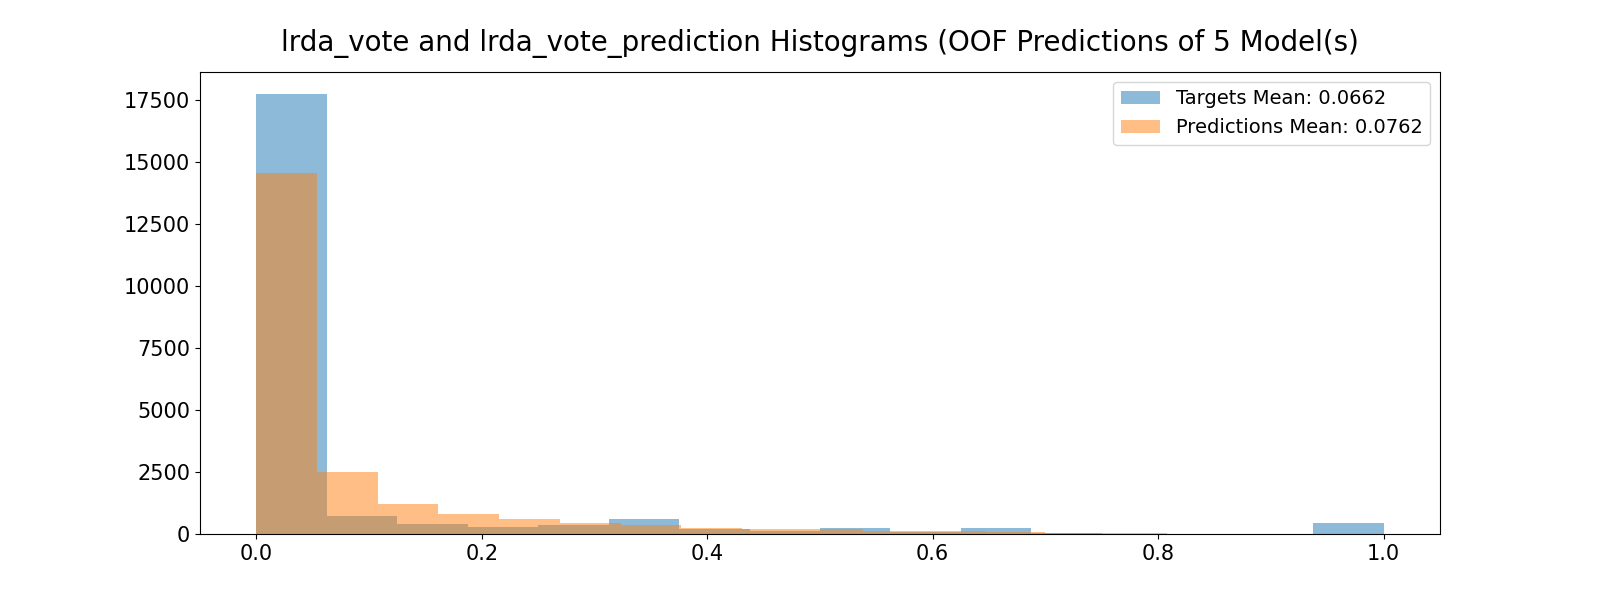 lrda_vote and lrda_vote_prediction Histograms (OOF Predictions of 5 Model(s)
Targets Mean: 0.0662
Predictions Mean: 0.0762
17500
15000
12500
10000
7500
5000
2500
0
0.0 0.2 0.4 0.6 0.8 1.0